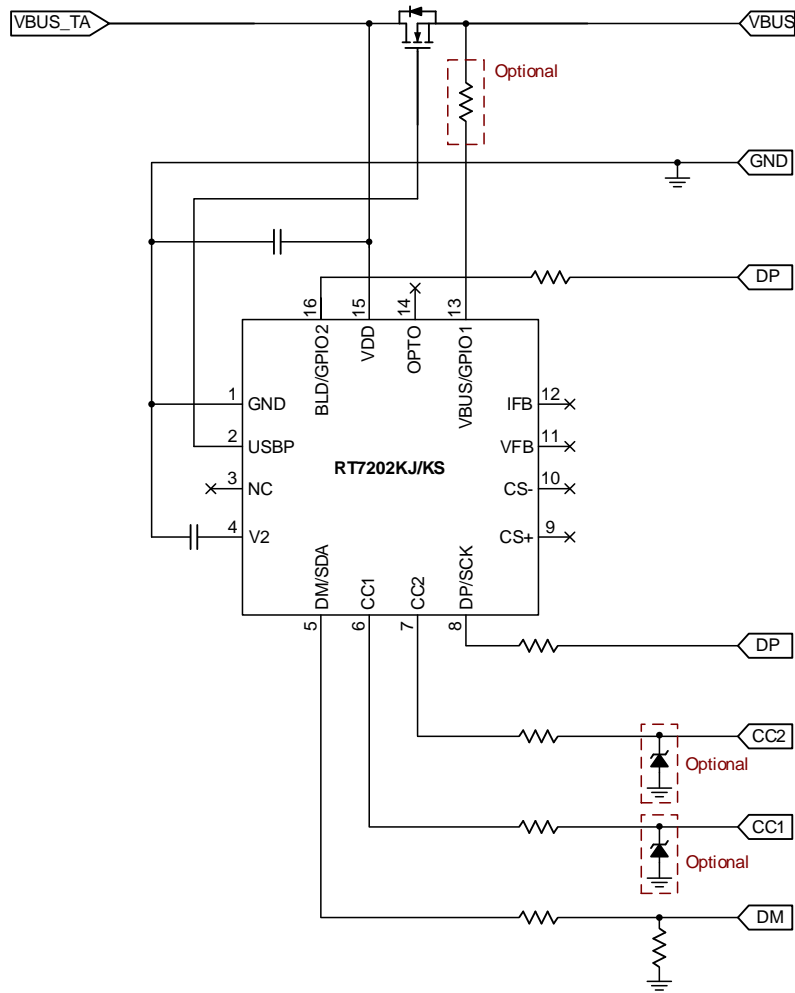 VBUS_TA
VBUS
Optional
GND
DP
16
15
14
13
BLD/GPIO2
VDD
OPTO
VBUS/GPIO1
1
GND
IFB
12
2
USBP
VFB
11
RT7202KJ/KS
3
NC
CS-
10
4
V2
CS+
9
DM/SDA
CC1
CC2
DP/SCK
5
6
7
8
DP
CC2
Optional
CC1
Optional
DM